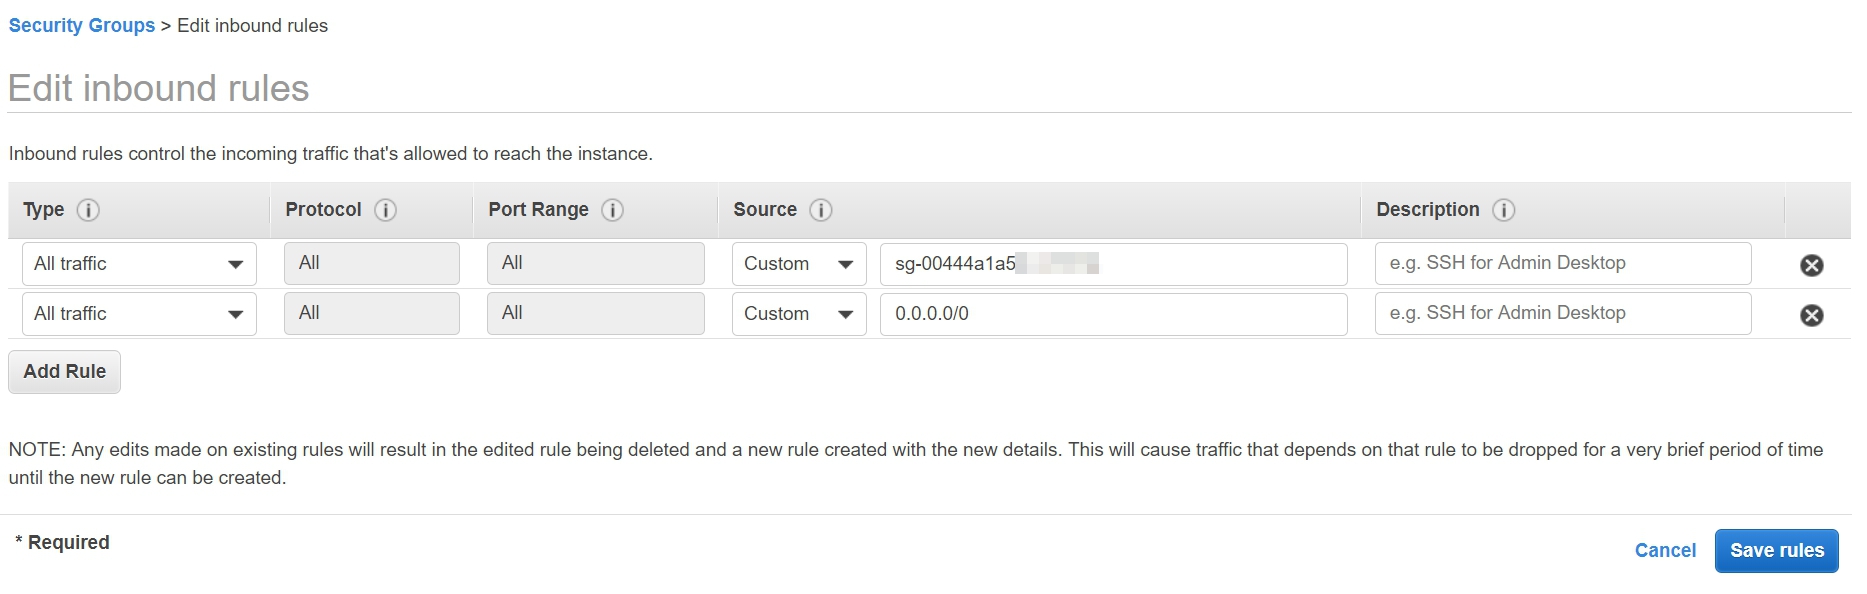 Security Groups > Edit inbound rules
Edit inbound rules
Inbound rules control the incoming traffic that's allowed to reach the instance.
Type i Protocol i Port Range i Source i Description i
All traffic All All Custom sg-00444a1a5 e.g. SSH for Admin Desktop
All traffic All All Custom 0.0.0.0/0 e.g. SSH for Admin Desktop
Add Rule
NOTE: Any edits made on existing rules will result in the edited rule being deleted and a new rule created with the new details. This will cause traffic that depends on that rule to be dropped for a very brief period of time
until the new rule can be created.
* Required
Cancel Save rules